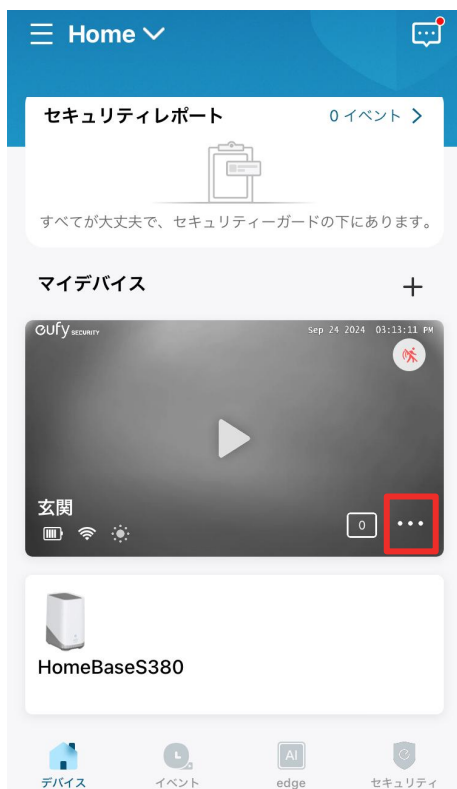 Home
セキュリティレポート 0 イベント
すべてが大丈夫で、セキュリティーガードの下にあります。
マイデバイス
eufy SECURITY Sep 24 2024 03:13:11 PM
玄関
0
HomeBaseS380
AI
デバイス イベント edge セキュリティ